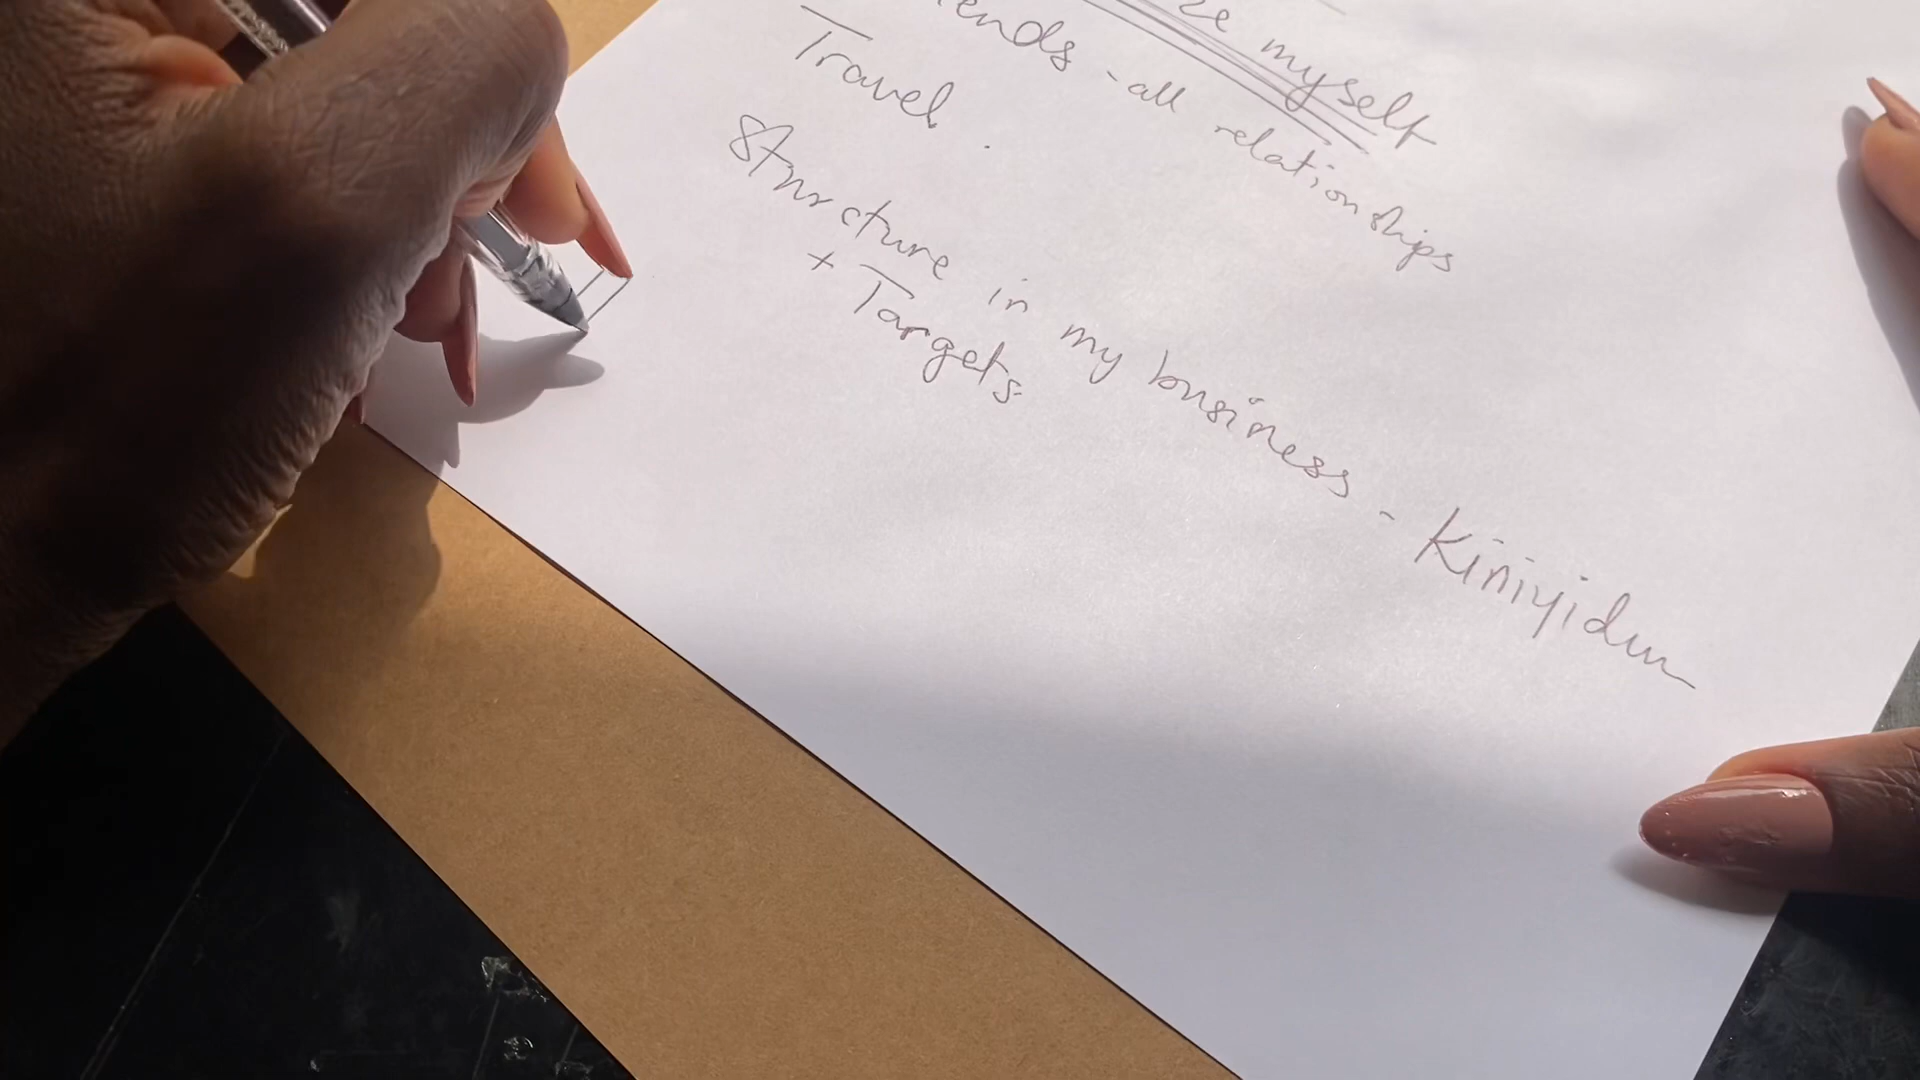 myself
- all relationships
Travel.
Structure in my business - Kiniyidun
+ Targets